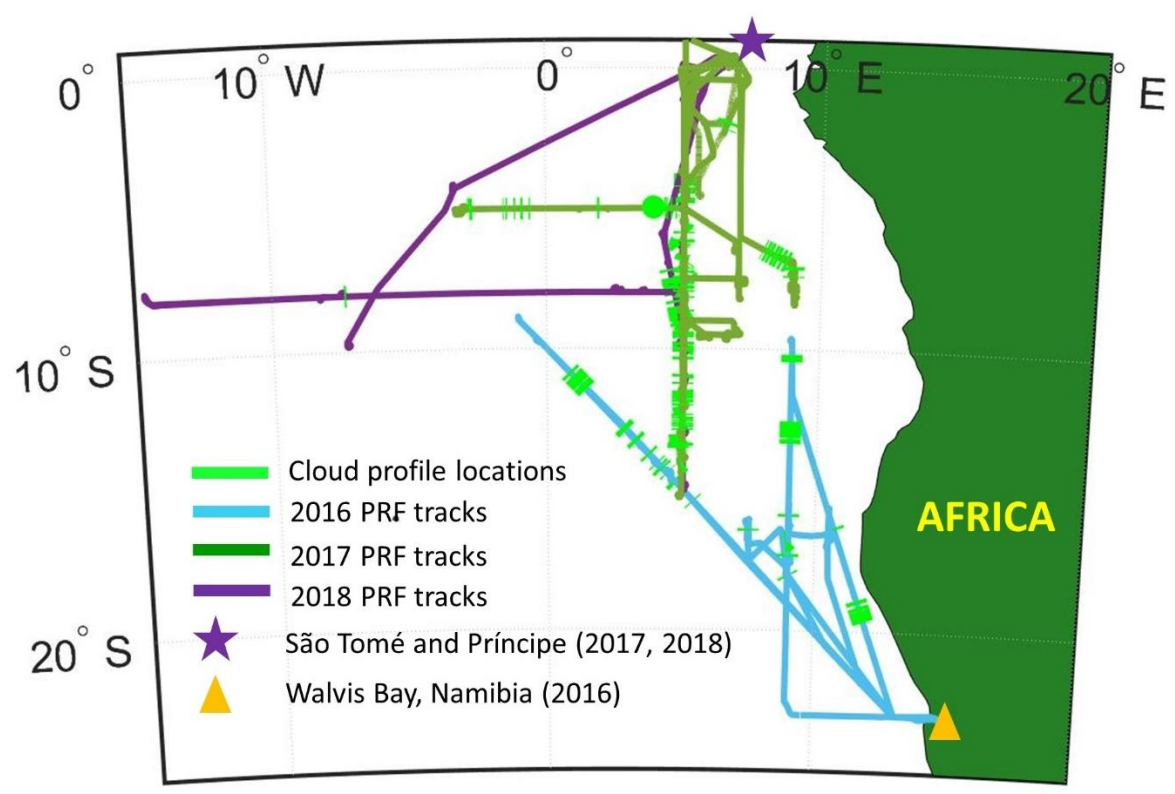 0° 10° W 0° 10° E 20° E
10° S
AFRICA
Cloud profile locations
2016 PRF tracks
2017 PRF tracks
2018 PRF tracks
São Tomé and Príncipe (2017, 2018)
20° S
Walvis Bay, Namibia (2016)